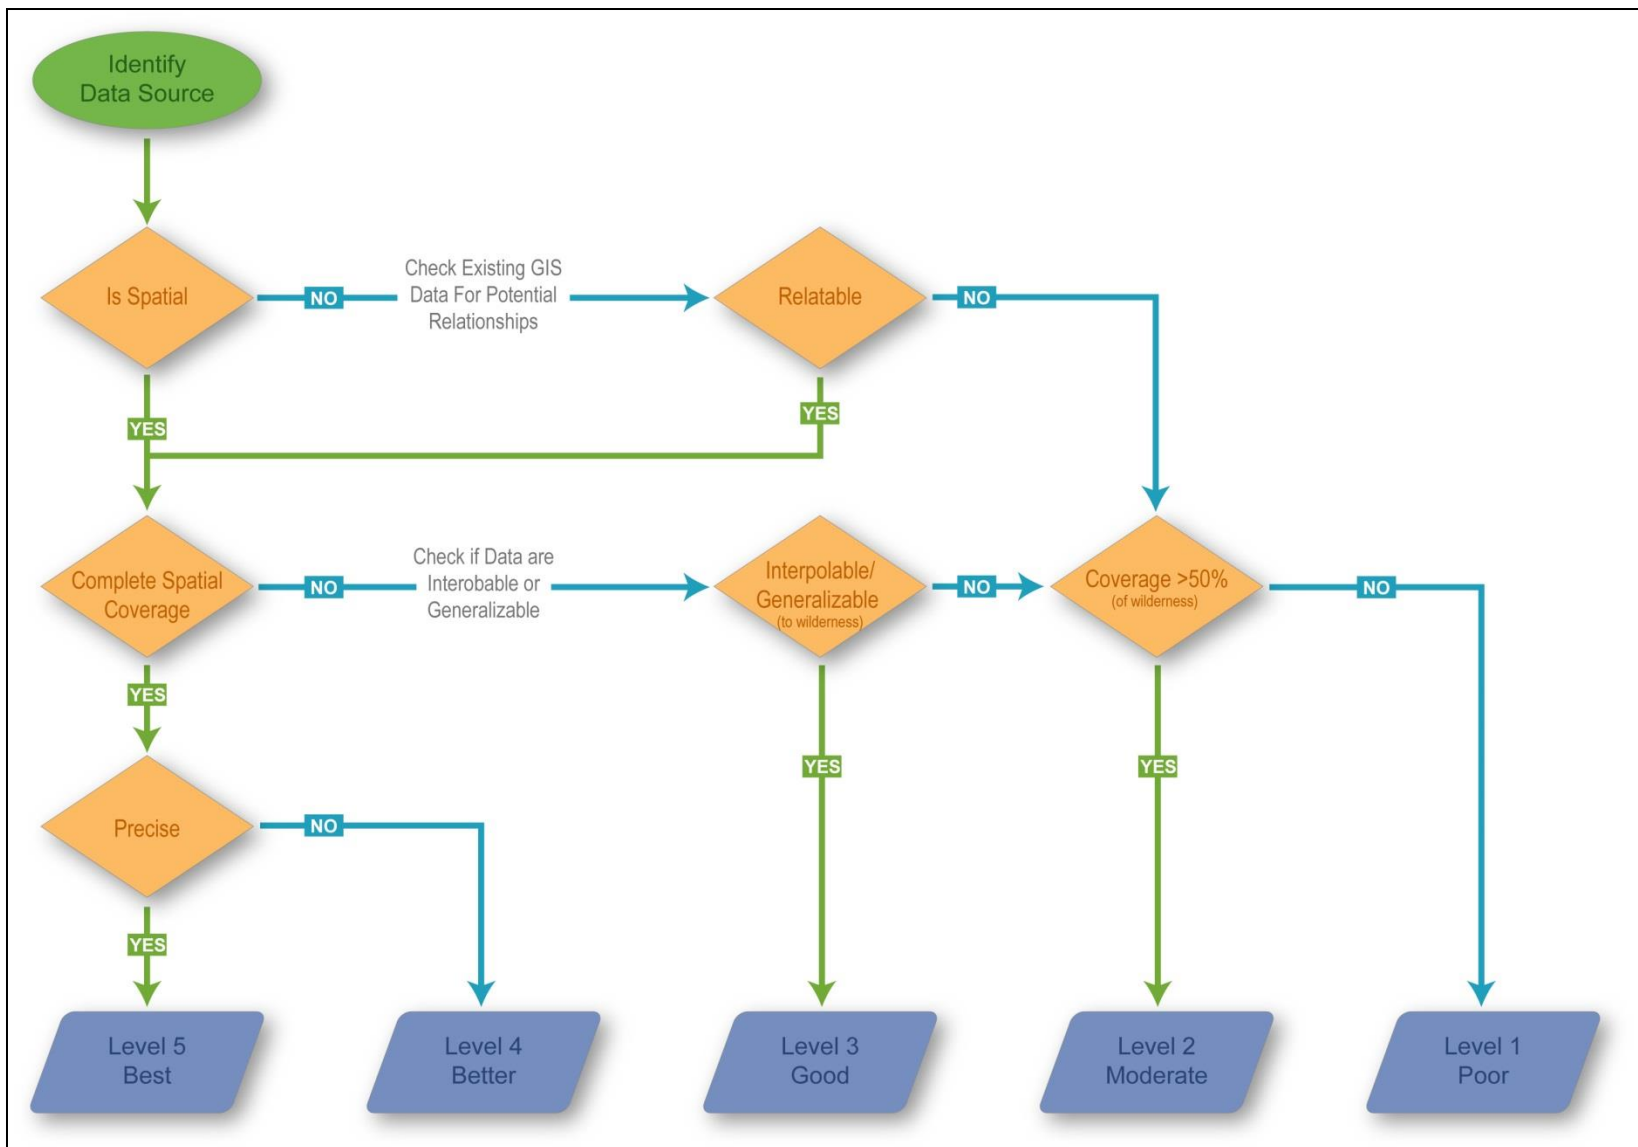 Identify
Data Source
Is Spatial
NO
Check Existing GIS
Data For Potential
Relationships
Relatable
NO
YES
YES
Complete Spatial
Coverage
NO
Check if Data are
Interobable or
Generalizable
Interpolable/
Generalizable
(to wilderness)
NO
Coverage >50%
(of wilderness)
NO
YES
YES
YES
Precise
NO
YES
Level 5
Best
Level 4
Better
Level 3
Good
Level 2
Moderate
Level 1
Poor